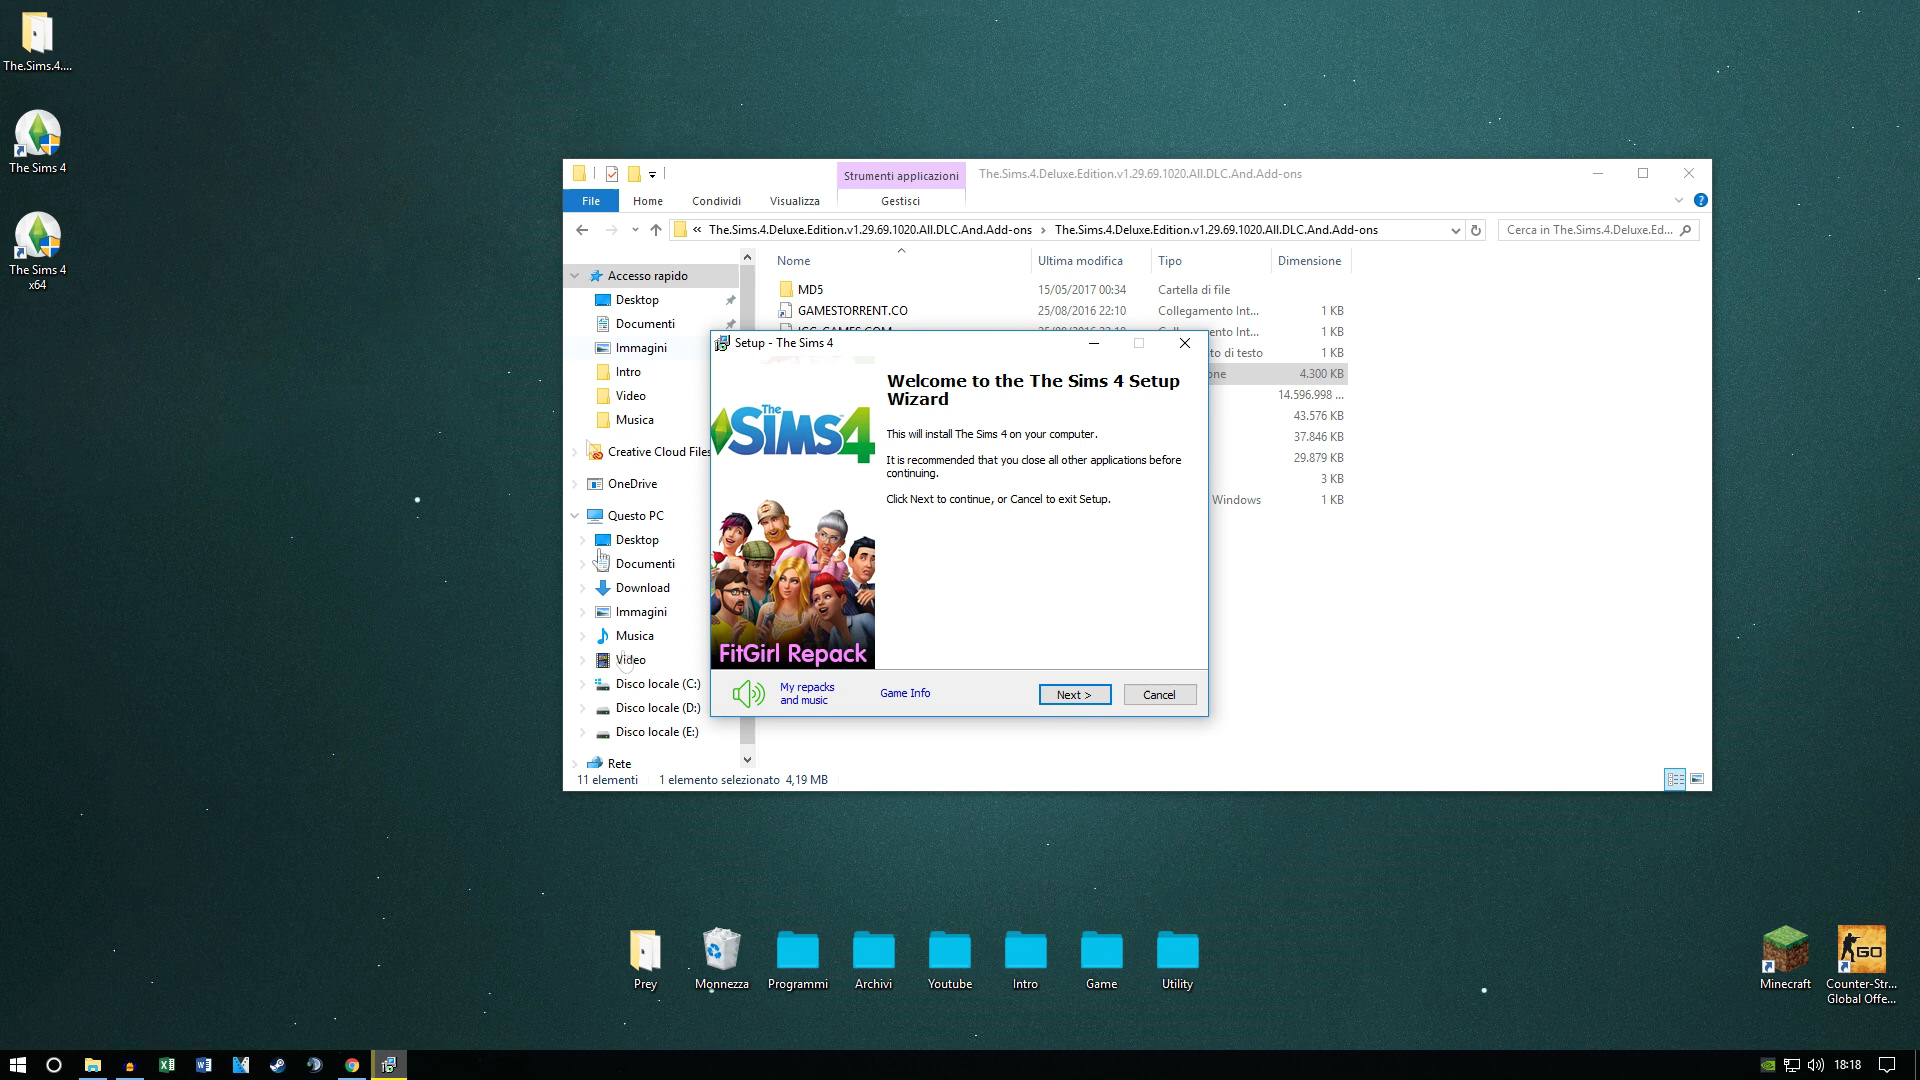 The.Sims.4....
The Sims 4
The Sims 4
x64
Strumenti applicazioni
The.Sims.4.Deluxe.Edition.v1.29.69.1020.All.DLC.And.Add-ons
File
Home
Condividi
Visualizza
Gestisci
« The.Sims.4.Deluxe.Edition.v1.29.69.1020.All.DLC.And.Add-ons › The.Sims.4.Deluxe.Edition.v1.29.69.1020.All.DLC.And.Add-ons
Cerca in The.Sims.4.Deluxe.Ed...
Nome
Ultima modifica
Tipo
Dimensione
MD5 15/05/2017 00:34 Cartella di file
GAMESTORRENT.CO 25/08/2016 22:10 Collegamento Int... 1 KB
1 KB
to di testo 1 KB
one 4.300 KB
14.596.998 ...
43.576 KB
37.846 KB
29.879 KB
3 KB
Windows 1 KB
Accesso rapido
Desktop
Documenti
Immagini
Intro
Video
Musica
Creative Cloud Files
OneDrive
Questo PC
Desktop
Documenti
Download
Immagini
Musica
Video
Disco locale (C:)
Disco locale (D:)
Disco locale (E:)
Rete
11 elementi
1 elemento selezionato 4,19 MB
Setup - The Sims 4
The
SiMS4
FitGirl Repack
Welcome to the The Sims 4 Setup
Wizard
This will install The Sims 4 on your computer.
It is recommended that you close all other applications before
continuing.
Click Next to continue, or Cancel to exit Setup.
My repacks
and music
Game Info
Next >
Cancel
Prey
Monnezza
Programmi
Archivi
Youtube
Intro
Game
Utility
Minecraft
GO
Counter-Str...
Global Offe...
18:18